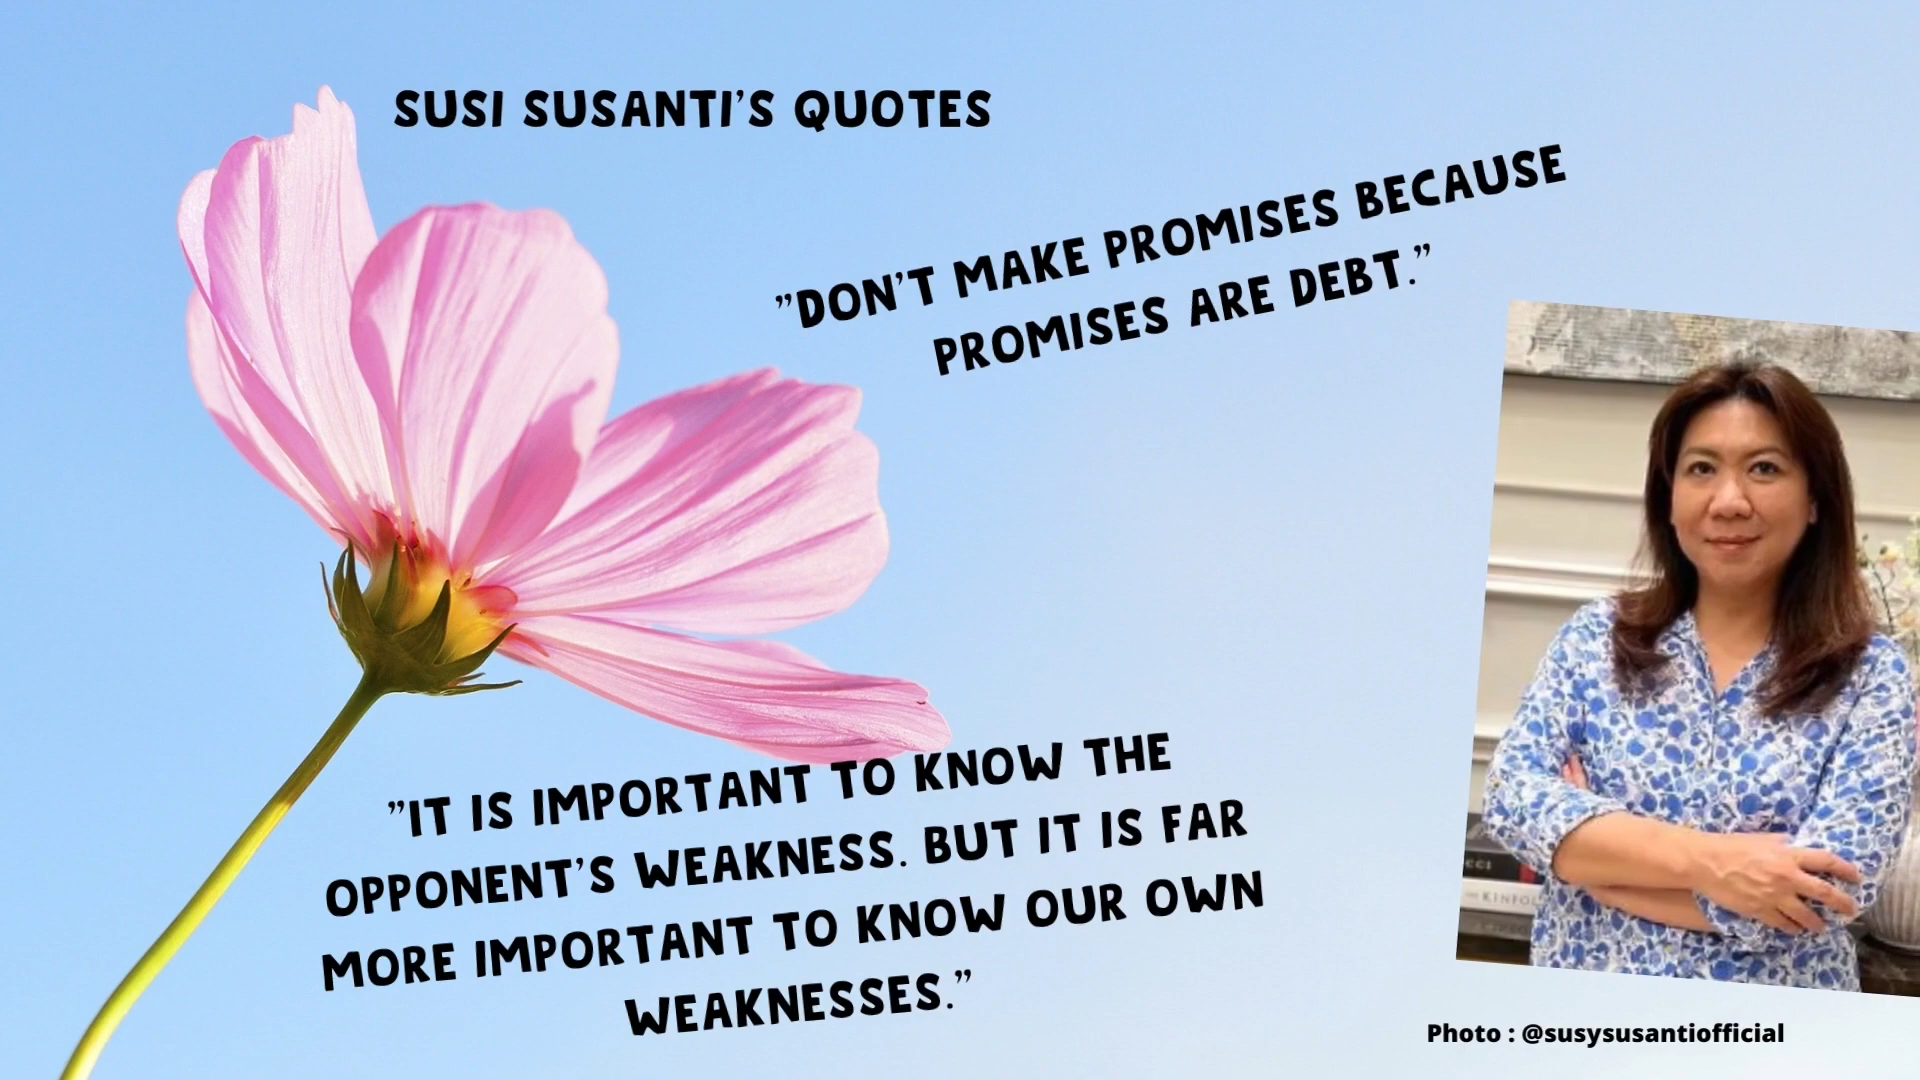 SUSI SUSANTI'S QUOTES
"DON'T MAKE PROMISES BECAUSE
PROMISES ARE DEBT."
"IT IS IMPORTANT TO KNOW THE
OPPONENT'S WEAKNESS. BUT IT IS FAR
MORE IMPORTANT TO KNOW OUR OWN
WEAKNESSES."
Photo : @susysusantiofficial